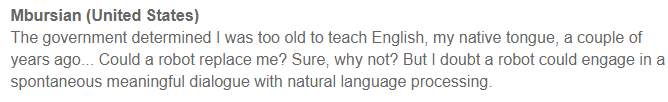 Mbursian (United States)
The government determined I was too old to teach English, my native tongue, a couple of
years ago... Could a robot replace me? Sure, why not? But I doubt a robot could engage in a
spontaneous meaningful dialogue with natural language processing.